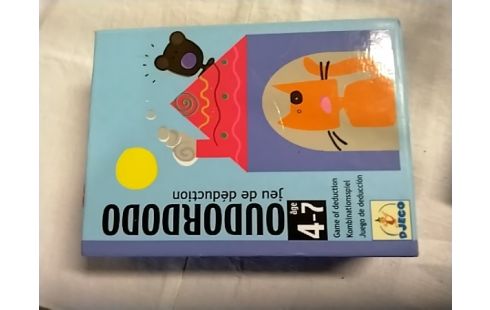 OUDORDODO
jeu de déduction
âge
4-7
Game of deduction
Kombinationsspiel
Juego de deducción
DJECO